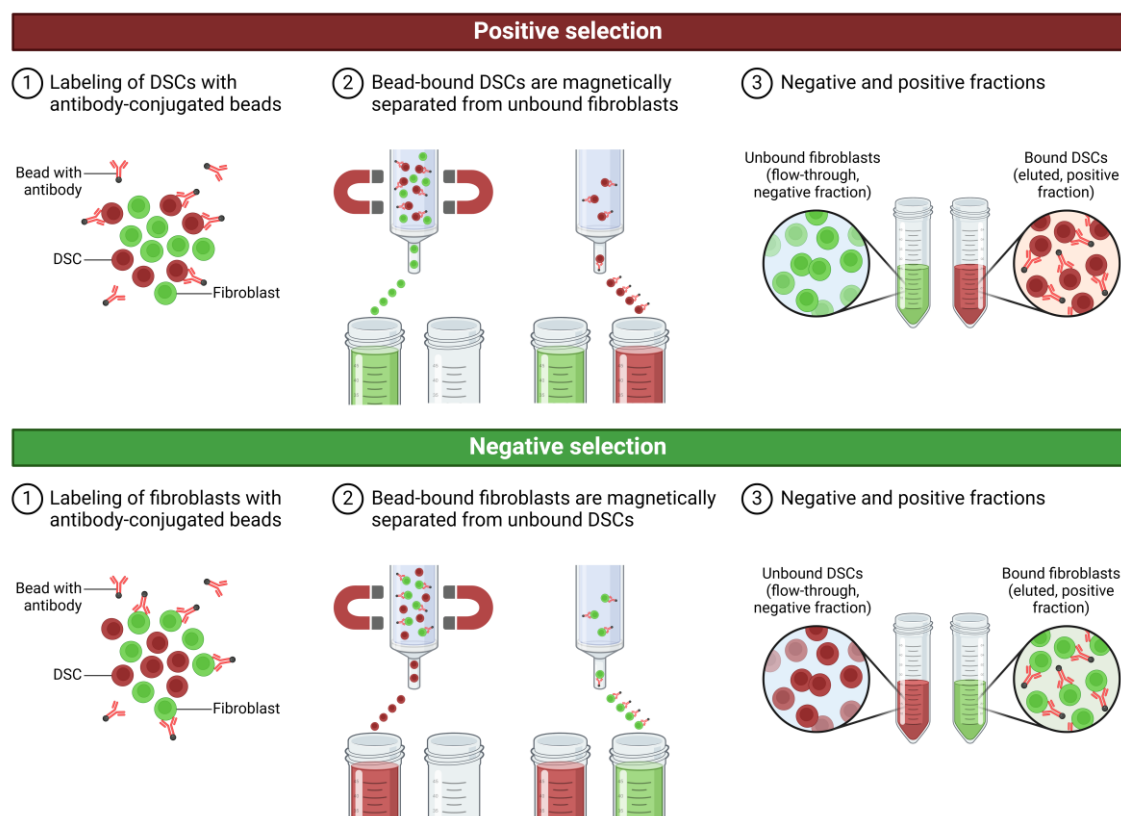 Positive selection
1 Labeling of DSCs with
antibody-conjugated beads
2 Bead-bound DSCs are magnetically
separated from unbound fibroblasts
3 Negative and positive fractions
Bead with
antibody
DSC
Fibroblast
Unbound fibroblasts
(flow-through,
negative fraction)
Bound DSCs
(eluted, positive
fraction)
Negative selection
1 Labeling of fibroblasts with
antibody-conjugated beads
2 Bead-bound fibroblasts are magnetically
separated from unbound DSCs
3 Negative and positive fractions
Bead with
antibody
DSC
Fibroblast
Unbound DSCs
(flow-through,
negative fraction)
Bound fibroblasts
(eluted, positive
fraction)